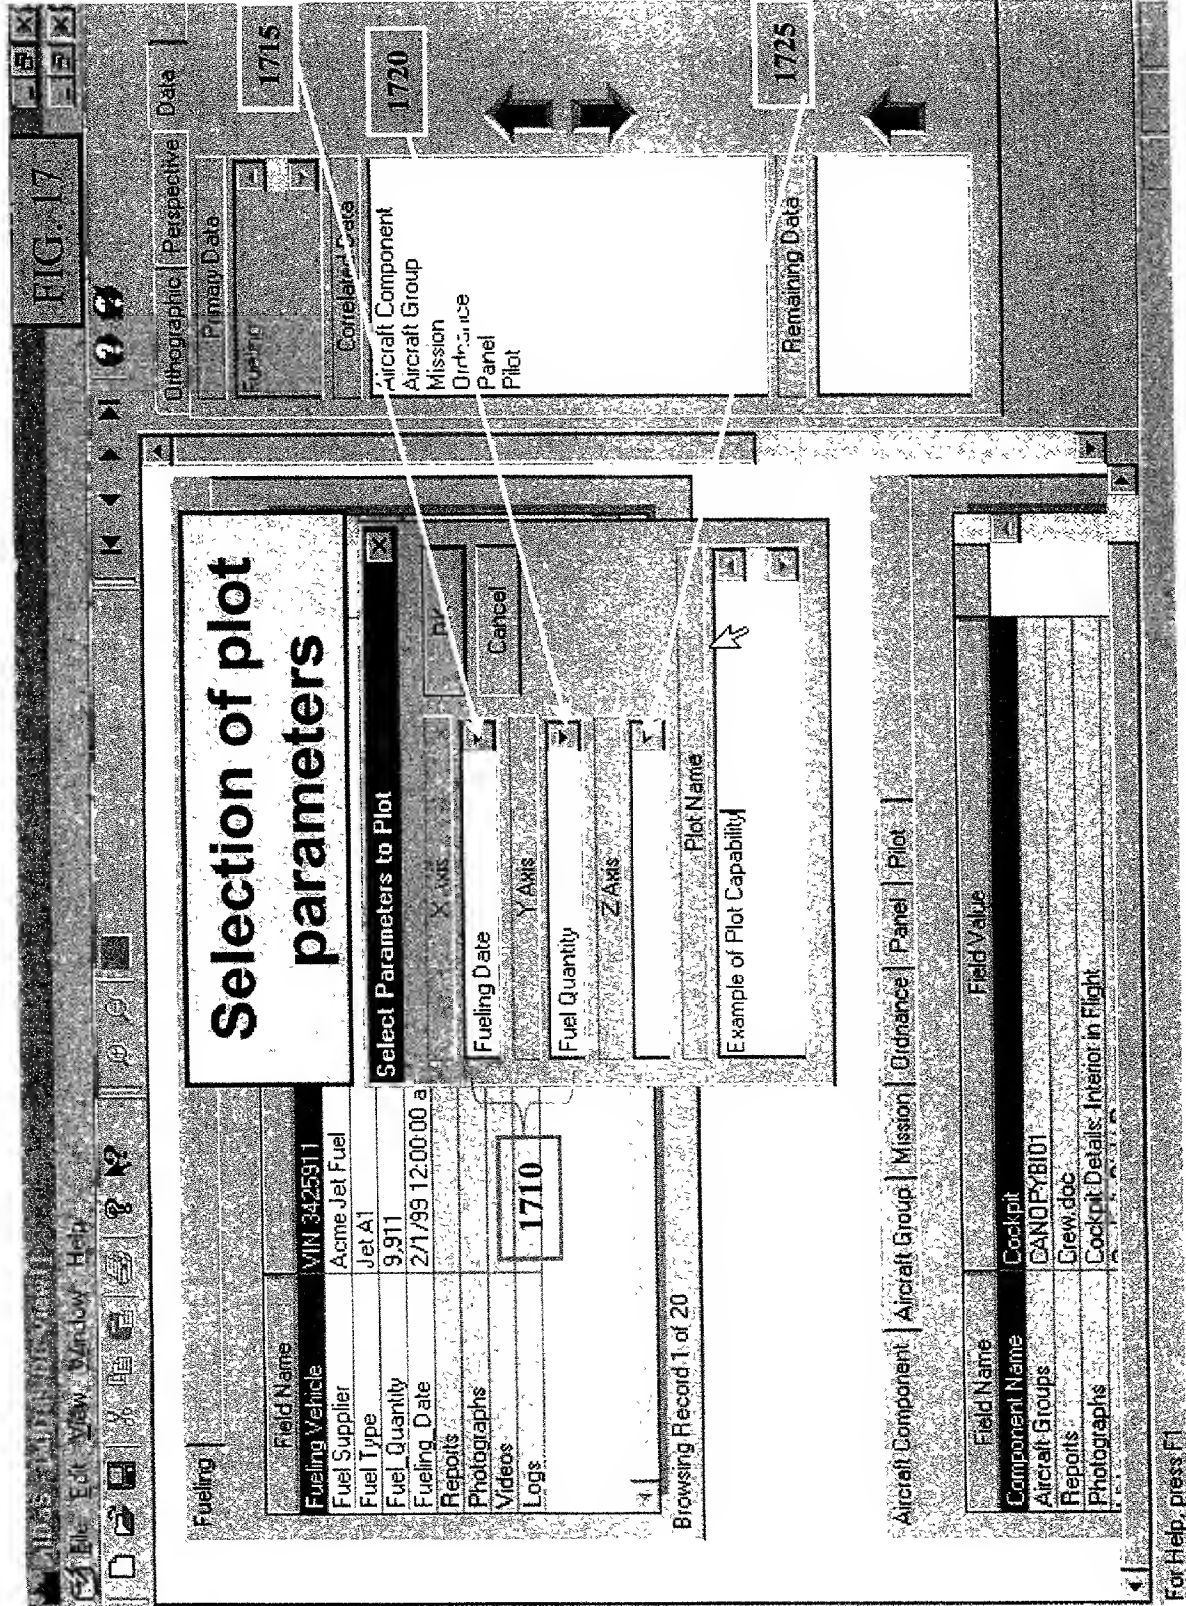 FIG. 17
File Edit View Window Help
Orthographic Perspective Data
Primary Data
Fueling
Correlated Data
Aircraft Component
Aircraft Group
Mission
Ordnance
Panel
Pilot
Remaining Data
1715
1720
1725
Selection of plot
parameters
Fueling
Field Name
Fueling Vehicle VIN 3425911
Fuel Supplier Acme Jet Fuel
Fuel Type Jet A1
Fuel_Quantity 9,911
Fueling_Date 2/1/99 12:00:00 a
Reports
Photographs
Videos
Logs
1710
Browsing Record 1 of 20
Select Parameters to Plot
X Axis
Fueling Date
Y Axis
Fuel Quantity
Z Axis
Plot Name
Example of Plot Capability
OK
Cancel
Aircraft Component Aircraft Group Mission Ordnance Panel Pilot
Field Name Field Value
Component Name Cockpit
Aircraft Groups CANOPYBI01
Reports Crew.doc
Photographs Cockpit Details: Interior in Flight
For Help, press F1